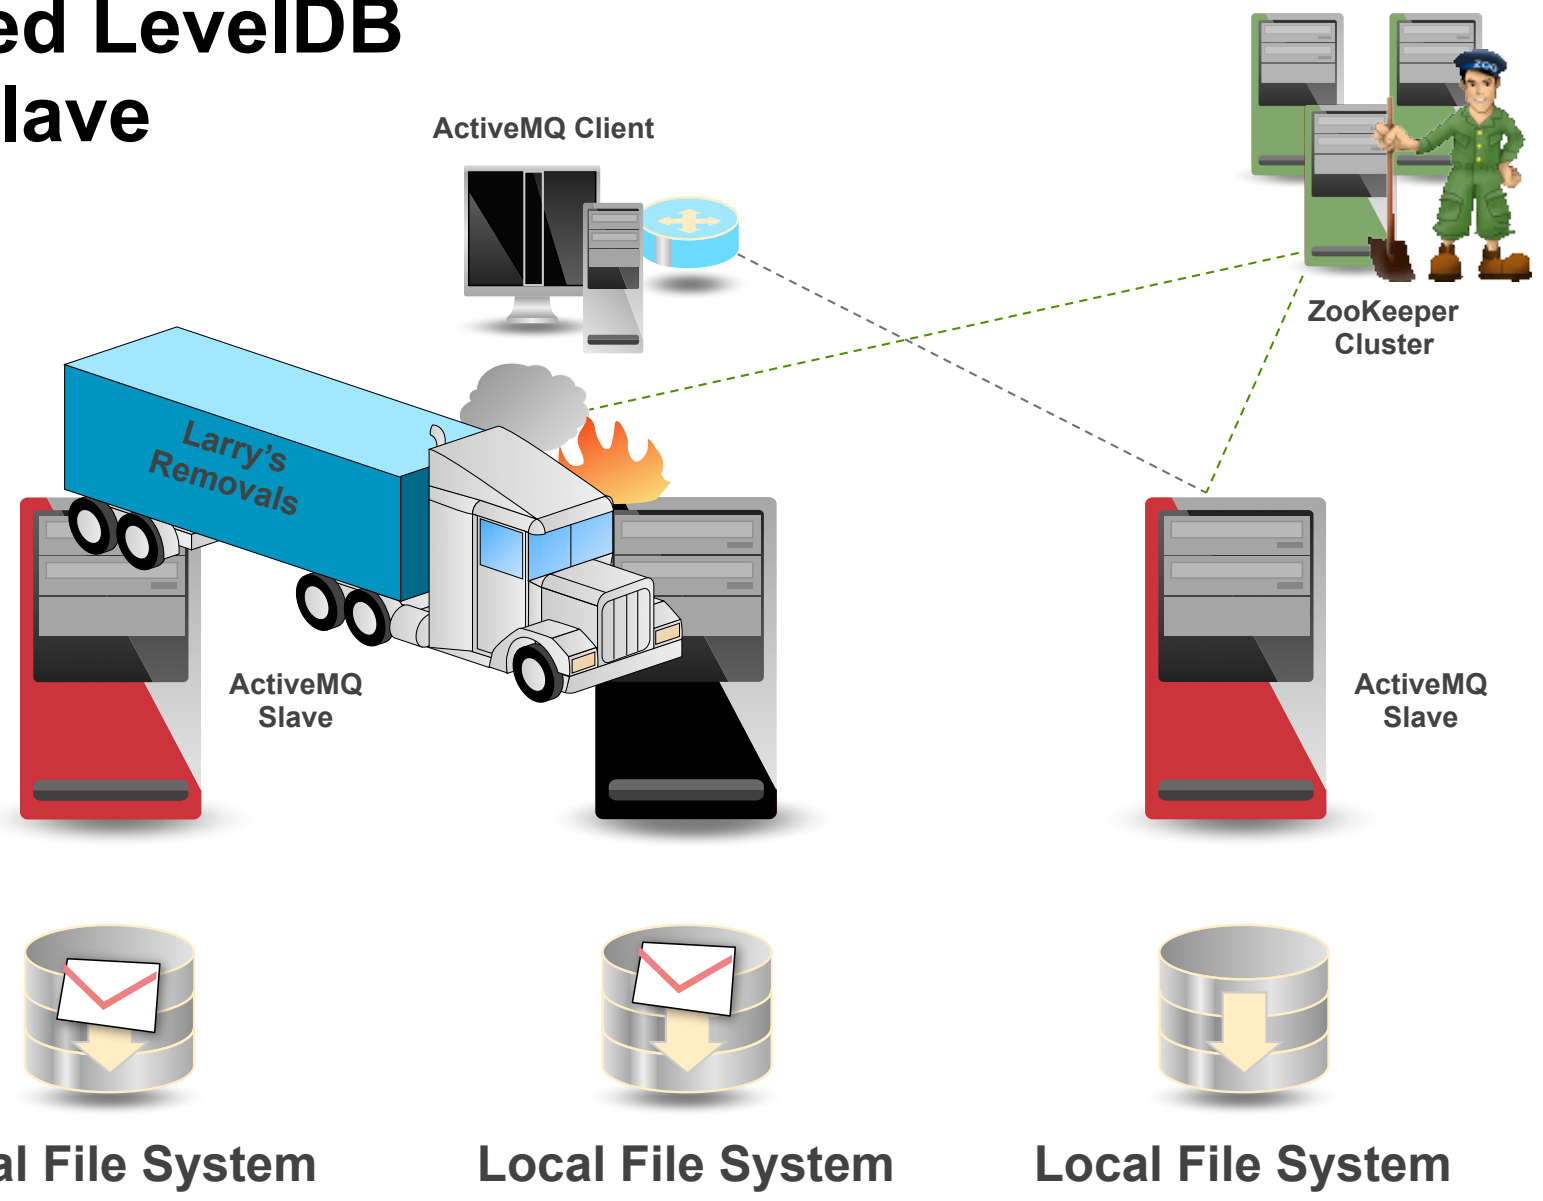 ed LevelDB
lave
ActiveMQ Client
ZOO
ZooKeeper
Cluster
Larry’s
Removals
ActiveMQ
Slave
ActiveMQ
Slave
al File System
Local File System
Local File System